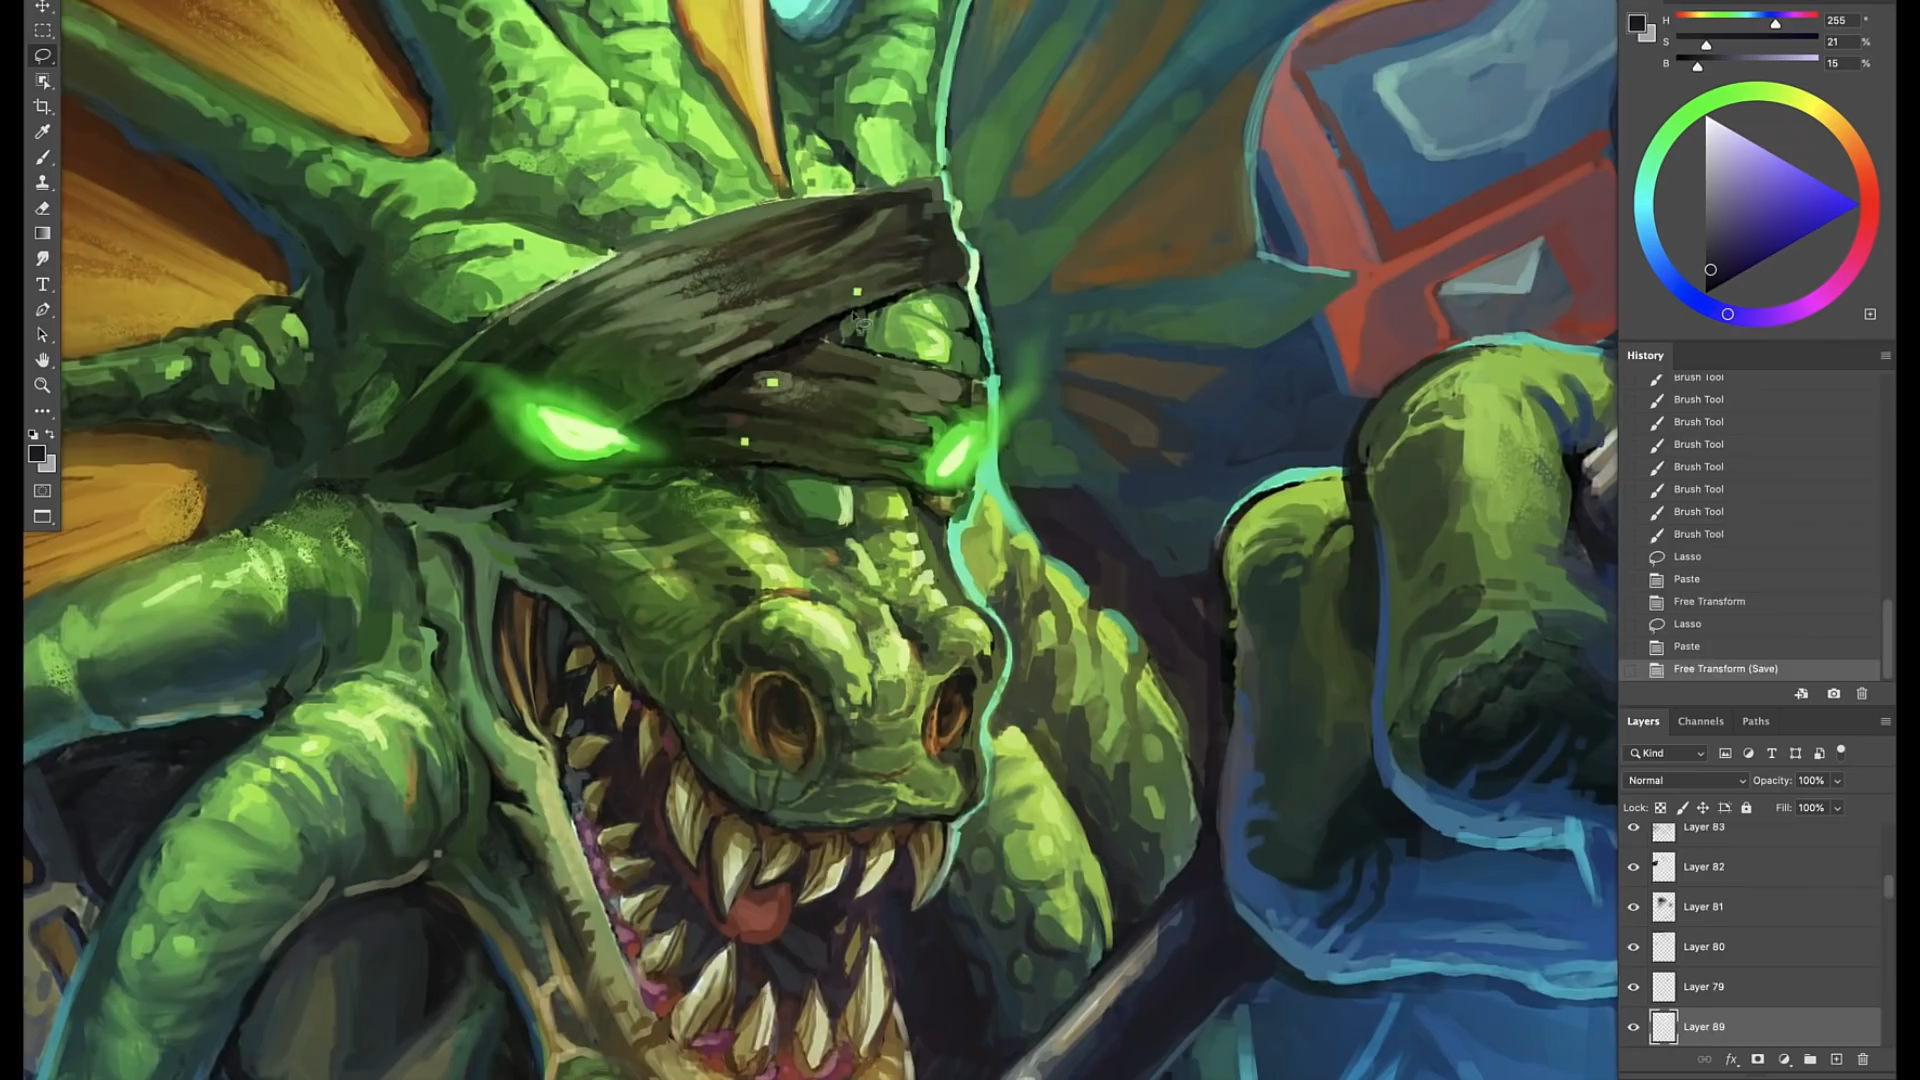 H 255 °
S 21 %
B 15 %
History
Brush Tool
Brush Tool
Brush Tool
Brush Tool
Brush Tool
Brush Tool
Brush Tool
Brush Tool
Lasso
Paste
Free Transform
Lasso
Paste
Free Transform (Save)
Layers Channels Paths
Kind
Normal Opacity: 100%
Lock: Fill: 100%
Layer 83
Layer 82
Layer 81
Layer 80
Layer 79
Layer 89
fx